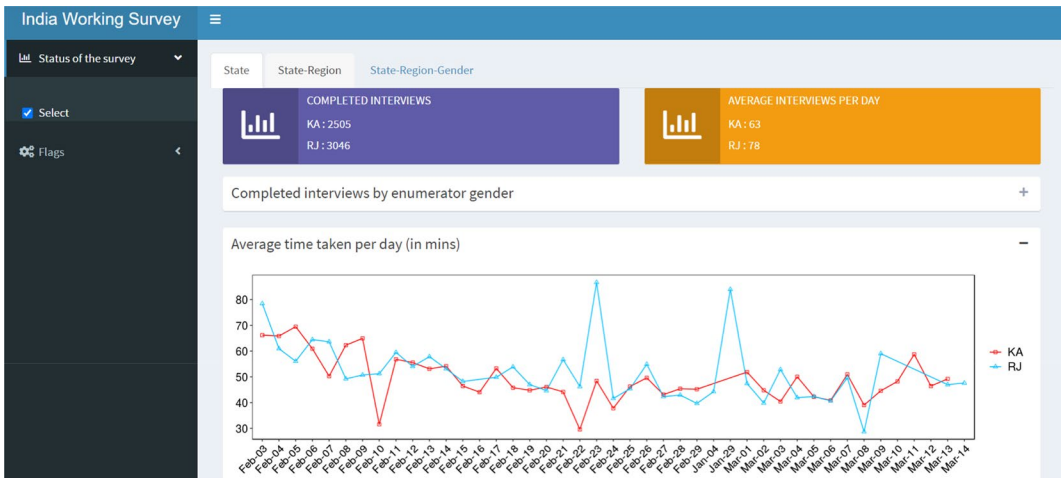 India Working Survey
Status of the survey
Select
Flags
State State-Region State-Region-Gender
COMPLETED INTERVIEWS
KA : 2505
RJ : 3046
AVERAGE INTERVIEWS PER DAY
KA : 63
RJ : 78
Completed interviews by enumerator gender
Average time taken per day (in mins)
80
70
60
50
40
30
Feb-03 Feb-04 Feb-05 Feb-06 Feb-07 Feb-08 Feb-09 Feb-10 Feb-11 Feb-12 Feb-13 Feb-14 Feb-15 Feb-16 Feb-17 Feb-18 Feb-19 Feb-20 Feb-21 Feb-22 Feb-23 Feb-24 Feb-25 Feb-26 Feb-27 Feb-28 Feb-29 Jan-04 Jan-29 Mar-01 Mar-02 Mar-03 Mar-04 Mar-05 Mar-06 Mar-07 Mar-08 Mar-09 Mar-10 Mar-11 Mar-12 Mar-13 Mar-14
KA
RJ